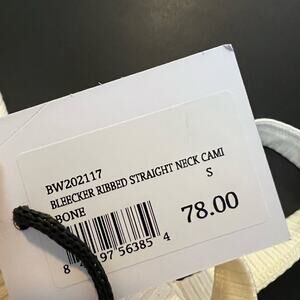 BW202117
BLEECKER RIBBED STRAIGHT NECK CAMI
S
BONE
78.00
97 56385 4